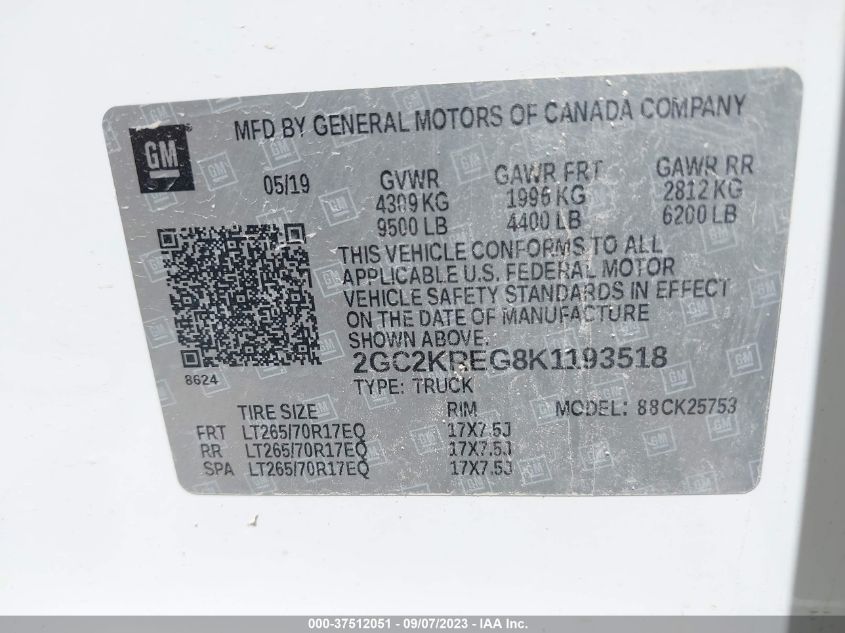 GM
MFD BY GENERAL MOTORS OF CANADA COMPANY
05/19 GVWR GAWR FRT GAWR RR
4309 KG 1996 KG 2812 KG
9500 LB 4400 LB 6200 LB
THIS VEHICLE CONFORMS TO ALL
APPLICABLE U.S. FEDERAL MOTOR
VEHICLE SAFETY STANDARDS IN EFFECT
ON THE DATE OF MANUFACTURE
SHOWN ABOVE.
2GC2KREG8K1193518
8624
TYPE: TRUCK
TIRE SIZE RIM MODEL: 88CK25753
FRT LT265/70R17EQ 17X7.5J
RR LT265/70R17EQ 17X7.5J
SPA LT265/70R17EQ 17X7.5J
000-37512051 - 09/07/2023 - IAA Inc.